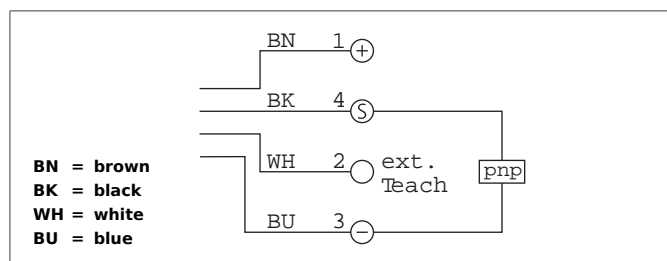 BN 1 +
BK 4 S
WH 2 ext.
Teach
pnp
BU 3 −
BN = brown
BK = black
WH = white
BU = blue